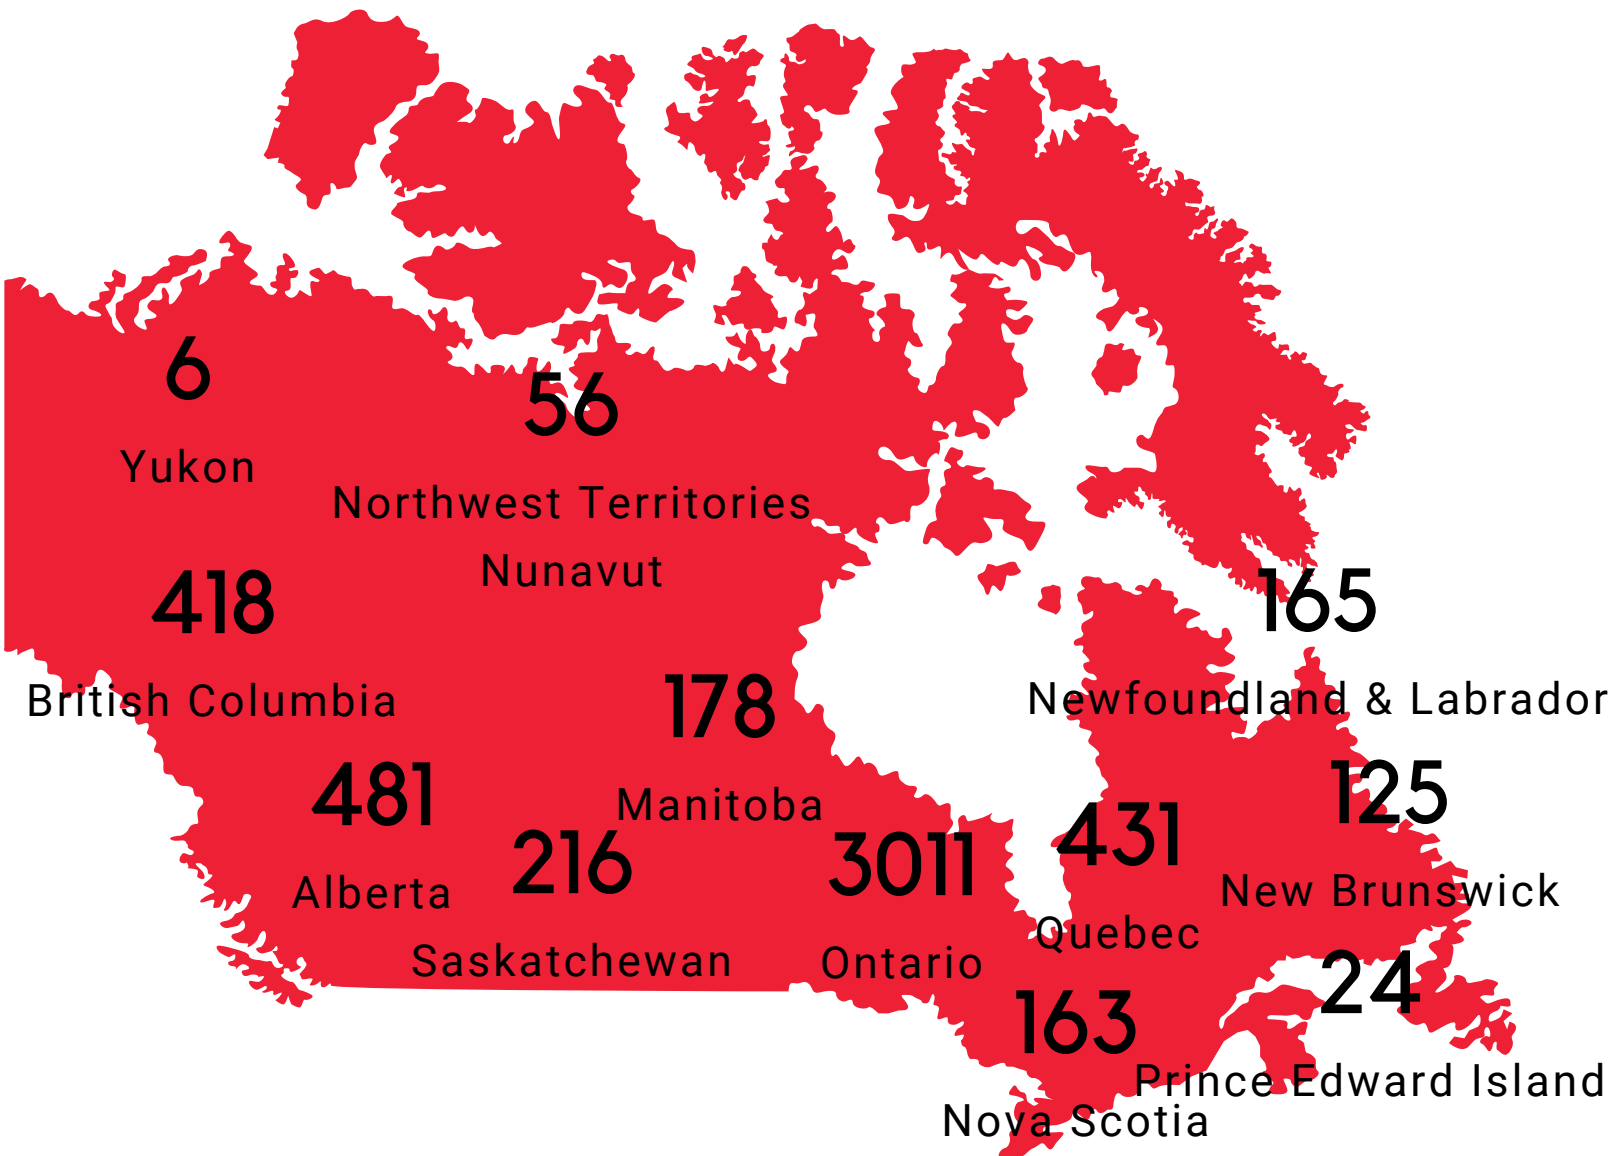 6
Yukon
56
Northwest Territories
Nunavut
418
British Columbia
165
Newfoundland & Labrador
178
Manitoba
481
Alberta
216
Saskatchewan
3011
Ontario
431
Quebec
125
New Brunswick
24
Prince Edward Island
163
Nova Scotia